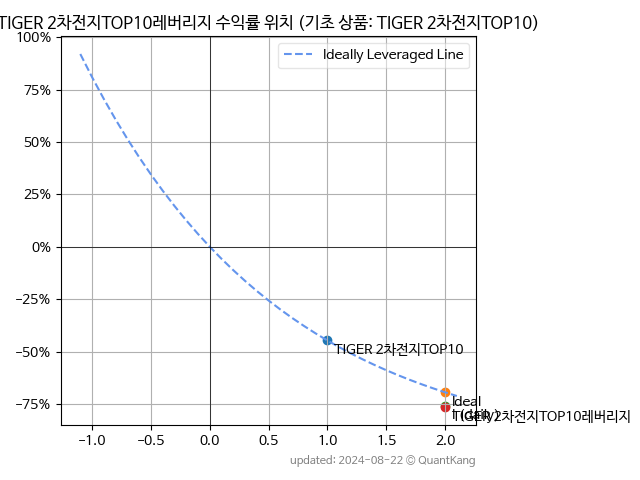 TIGER 2차전지TOP10레버리지 수익률 위치 (기초 상품: TIGER 2차전지TOP10)
100%
75%
50%
25%
0%
−25%
−50%
−75%
Ideally Leveraged Line
TIGER 2차전지TOP10
Ideal
TIGER 2차전지TOP10레버리지
−1.0
−0.5
0.0
0.5
1.0
1.5
2.0
updated: 2024-08-22 © QuantKang